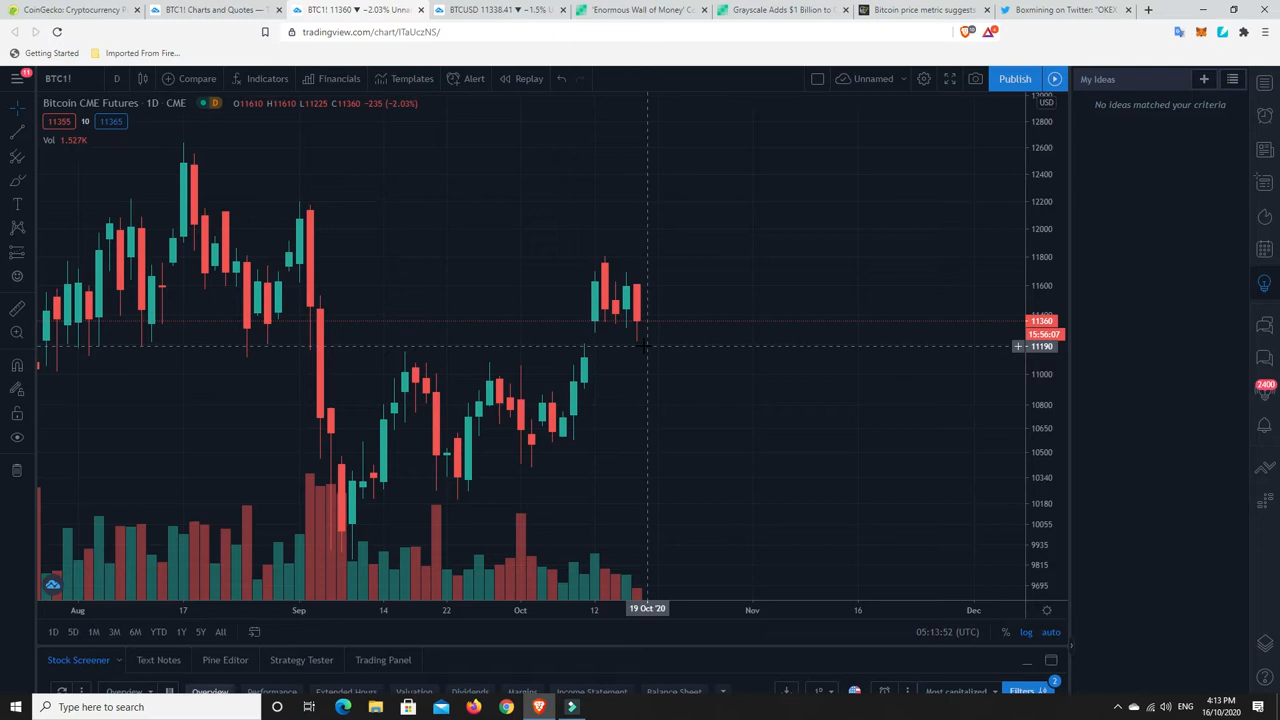 CoinGecko: Cryptocurrency P
BTC1! Charts and Quotes — T
BTC1! 11360 ▼ −2.03% Unna
BTCUSD 11338.41 ▼ −1.5% U
'Enormous Wall of Money' Co
Grayscale Adds $1 Billion to E
Bitcoin price metric suggests
Boxmining on Twitter: "OKEX
tradingview.com/chart/ITaUczNS/
Getting Started
Imported From Fire...
11
BTC1!
D
Compare
Indicators
Financials
Templates
Alert
Replay
Unnamed
Publish
My Ideas
Bitcoin CME Futures · 1D · CME
D
O11610 H11610 L11225 C11360 −235 (−2.03%)
USD
No ideas matched your criteria
11355
10
11365
Vol 1.527K
12800
12600
12400
12200
12000
11800
11600
11360
15:56:07
11190
11000
10800
10650
10500
10340
10180
10055
9935
9815
9695
2400
Aug
17
Sep
14
22
Oct
12
19 Oct '20
Nov
16
Dec
1D 5D 1M 3M 6M YTD 1Y 5Y All
05:13:52 (UTC)
%
log
auto
Stock Screener
Text Notes
Pine Editor
Strategy Tester
Trading Panel
2
Overview
Overview
Performance
Extended Hours
Valuation
Dividends
Margins
Income Statement
Balance Sheet
Most capitalized
Filters
Type here to search
ENG
4:13 PM
16/10/2020